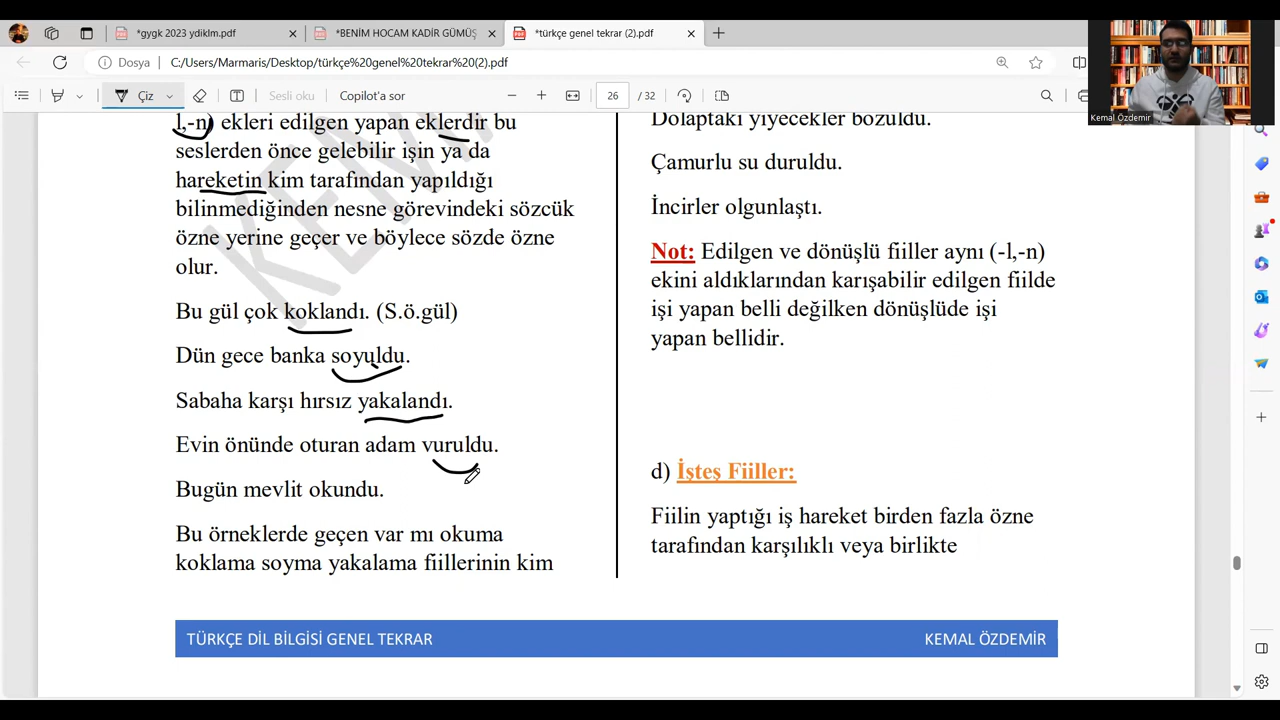 *gygk 2023 ydiklm.pdf
*BENİM HOCAM KADİR GÜMÜŞ
*türkçe genel tekrar (2).pdf
Dosya
C:/Users/Marmaris/Desktop/türkçe%20genel%20tekrar%20(2).pdf
Çiz
Sesli oku
Copilot'a sor
26 / 32
Kemal Özdemir
l,-n) ekleri edilgen yapan eklerdir bu
seslerden önce gelebilir işin ya da
hareketin kim tarafından yapıldığı
bilinmediğinden nesne görevindeki sözcük
özne yerine geçer ve böylece sözde özne
olur.
Bu gül çok koklandı. (S.ö.gül)
Dün gece banka soyuldu.
Sabaha karşı hırsız yakalandı.
Evin önünde oturan adam vuruldu.
Bugün mevlit okundu.
Bu örneklerde geçen var mı okuma
koklama soyma yakalama fiillerinin kim
Dolaptaki yiyecekler bozuldu.
Çamurlu su duruldu.
İncirler olgunlaştı.
Not: Edilgen ve dönüşlü fiiller aynı (-l,-n)
ekini aldıklarından karışabilir edilgen fiilde
işi yapan belli değilken dönüşlüde işi
yapan bellidir.
d) İşteş Fiiller:
Fiilin yaptığı iş hareket birden fazla özne
tarafından karşılıklı veya birlikte
TÜRKÇE DİL BİLGİSİ GENEL TEKRAR
KEMAL ÖZDEMİR